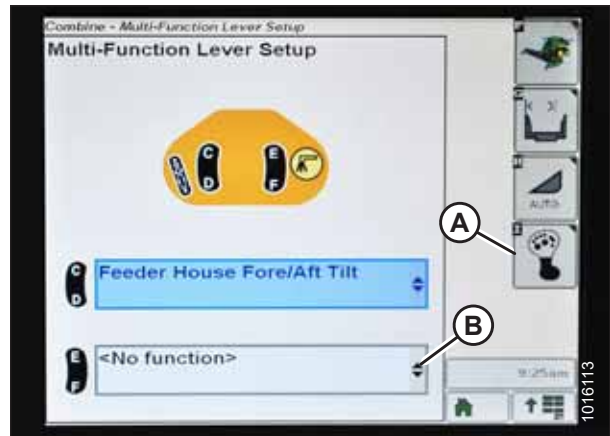 Combine - Multi-Function Lever Setup
Multi-Function Lever Setup
C
D
E
F
C
D
Feeder House Fore/Aft Tilt
E
F
<No function>
AUTO
A
B
9:25am
1016113